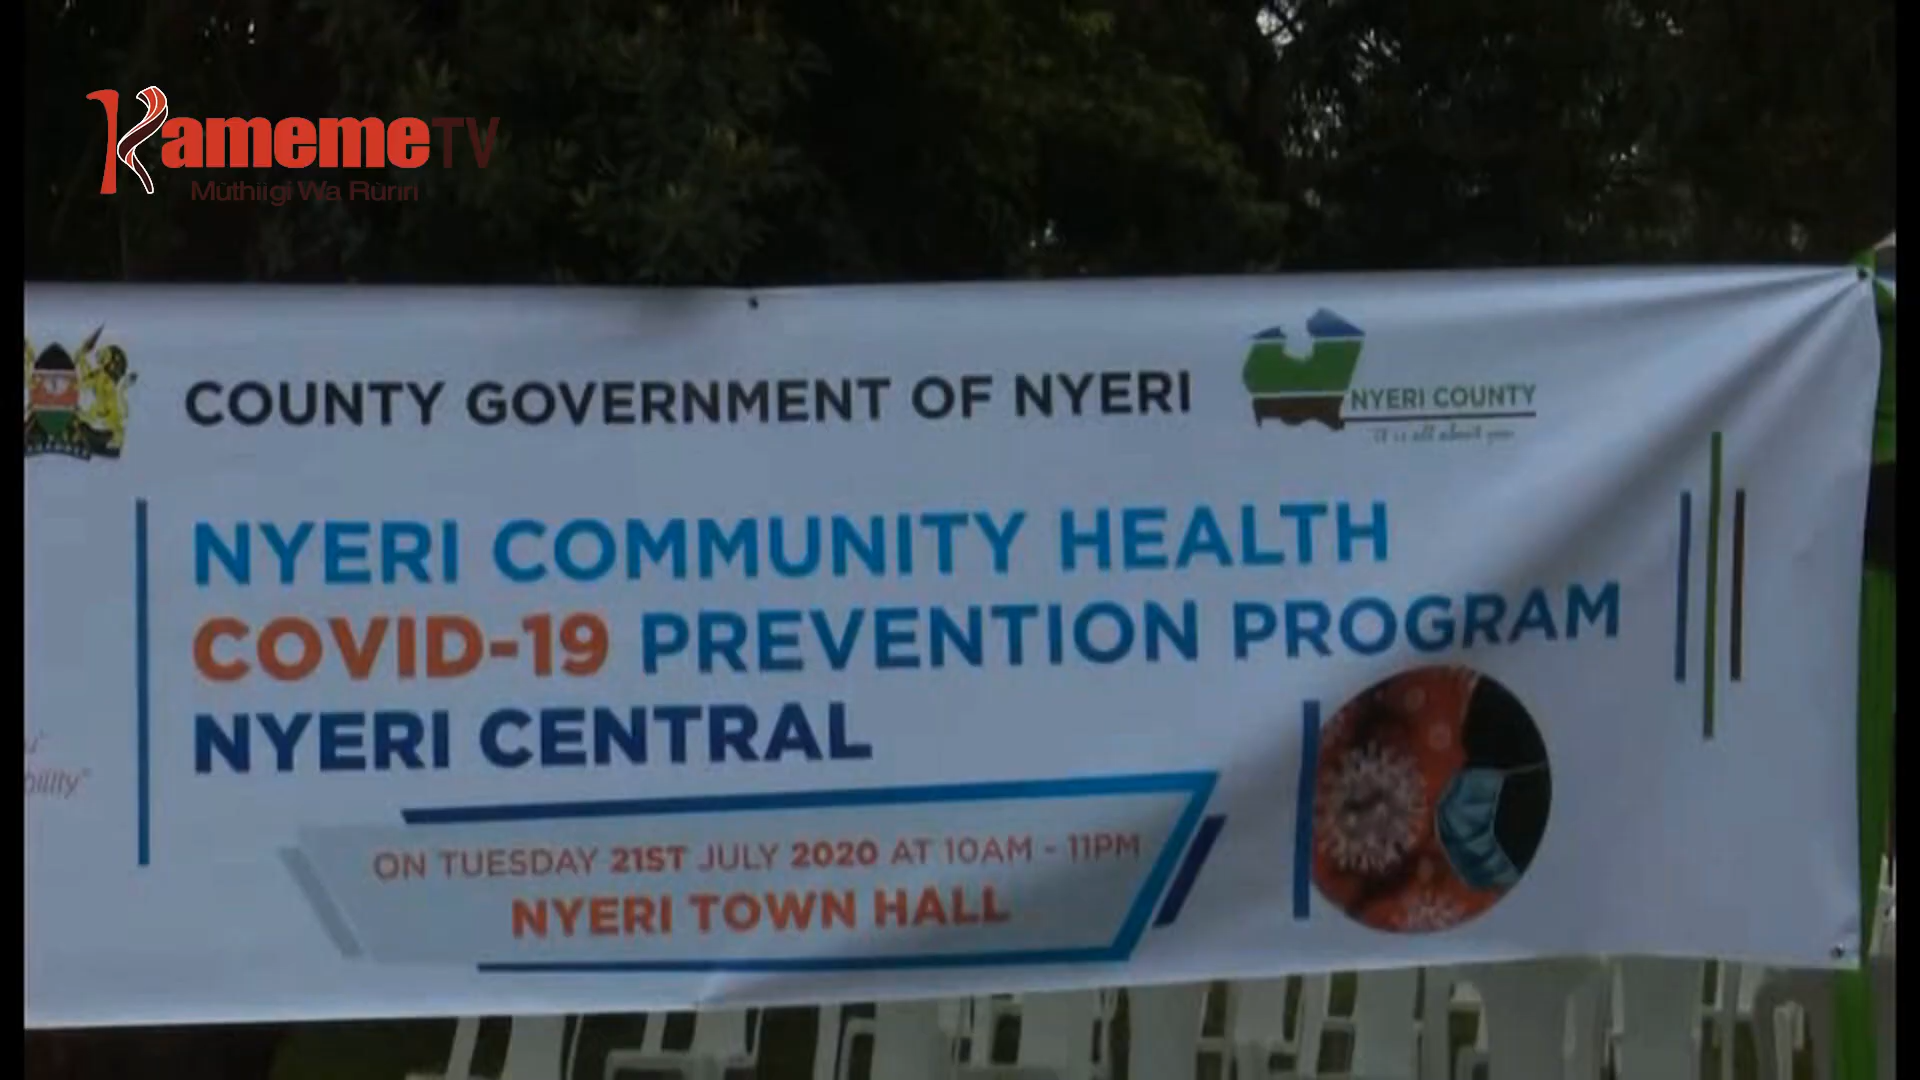 KamemeTV
Mũthiigi Wa Rũrĩrĩ
COUNTY GOVERNMENT OF NYERI
NYERI COUNTY
it is all about you
NYERI COMMUNITY HEALTH
COVID-19 PREVENTION PROGRAM
NYERI CENTRAL
ON TUESDAY 21ST JULY 2020 AT 10AM - 11PM
NYERI TOWN HALL